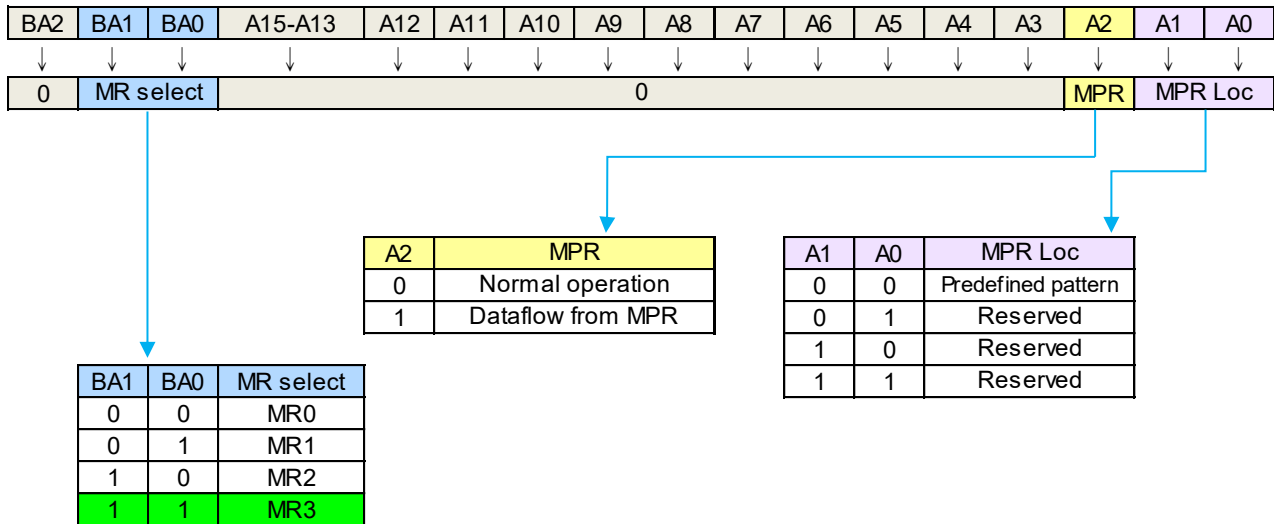 BA2 BA1 BA0 A15-A13 A12 A11 A10 A9 A8 A7 A6 A5 A4 A3 A2 A1 A0
↓ ↓ ↓ ↓ ↓ ↓ ↓ ↓ ↓ ↓ ↓ ↓ ↓ ↓ ↓ ↓ ↓
0 MR select 0 MPR MPR Loc
A2 MPR
0 Normal operation
1 Dataflow from MPR
A1 A0 MPR Loc
0 0 Predefined pattern
0 1 Reserved
1 0 Reserved
1 1 Reserved
BA1 BA0 MR select
0 0 MR0
0 1 MR1
1 0 MR2
1 1 MR3